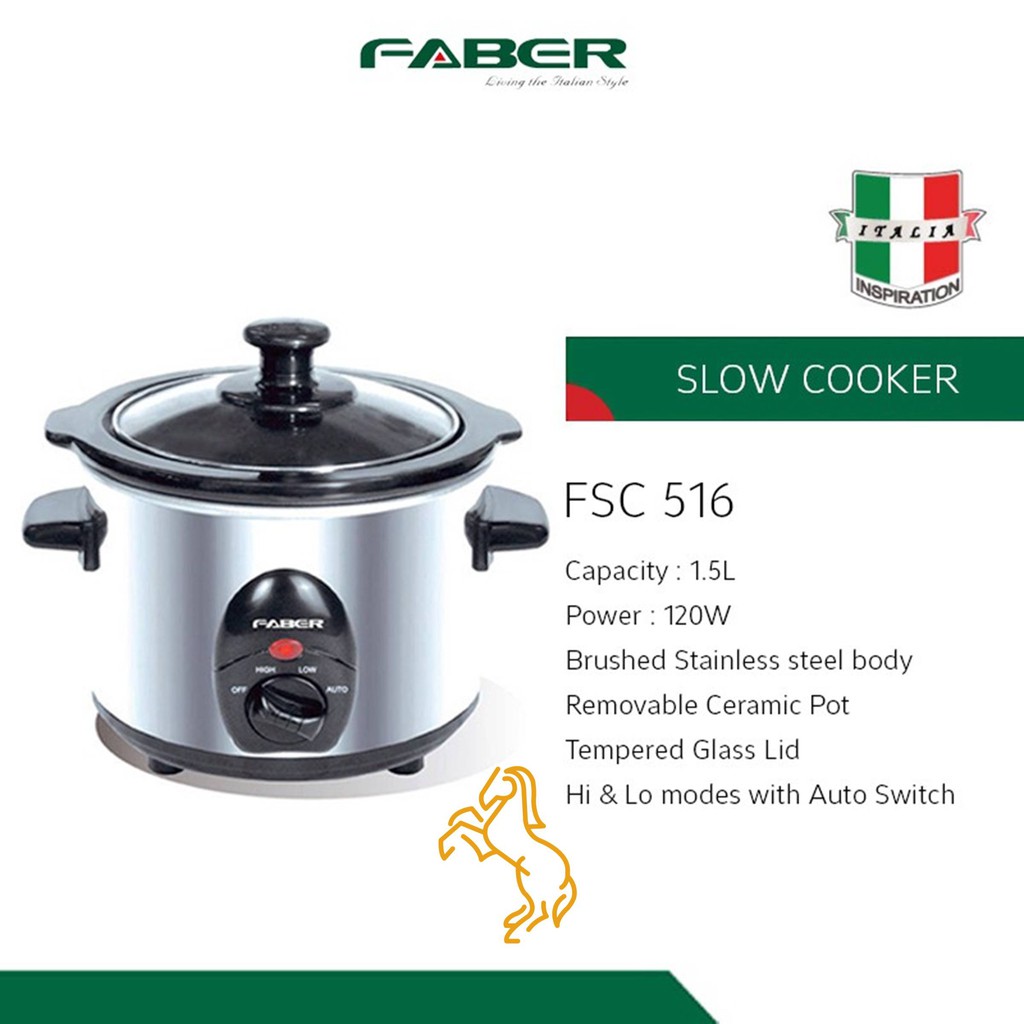 FABER
Living the Italian Style
ITALIA
INSPIRATION
SLOW COOKER
FSC 516
Capacity : 1.5L
Power : 120W
Brushed Stainless steel body
Removable Ceramic Pot
Tempered Glass Lid
Hi & Lo modes with Auto Switch
FABER
HIGH LOW
OFF AUTO